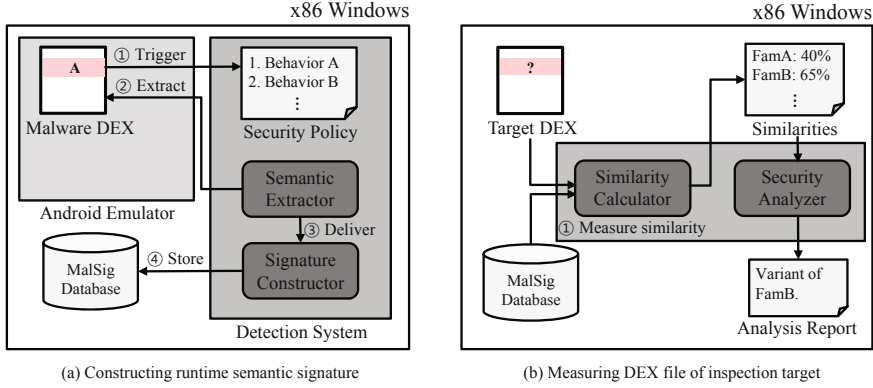 x86 Windows
A
① Trigger
② Extract
Malware DEX
1. Behavior A
2. Behavior B
⋮
Security Policy
Semantic
Extractor
Android Emulator
③ Deliver
MalSig
Database
④ Store
Signature
Constructor
Detection System
(a) Constructing runtime semantic signature
x86 Windows
?
Target DEX
FamA: 40%
FamB: 65%
⋮
Similarities
Similarity
Calculator
Security
Analyzer
① Measure similarity
MalSig
Database
Variant of
FamB.
Analysis Report
(b) Measuring DEX file of inspection target